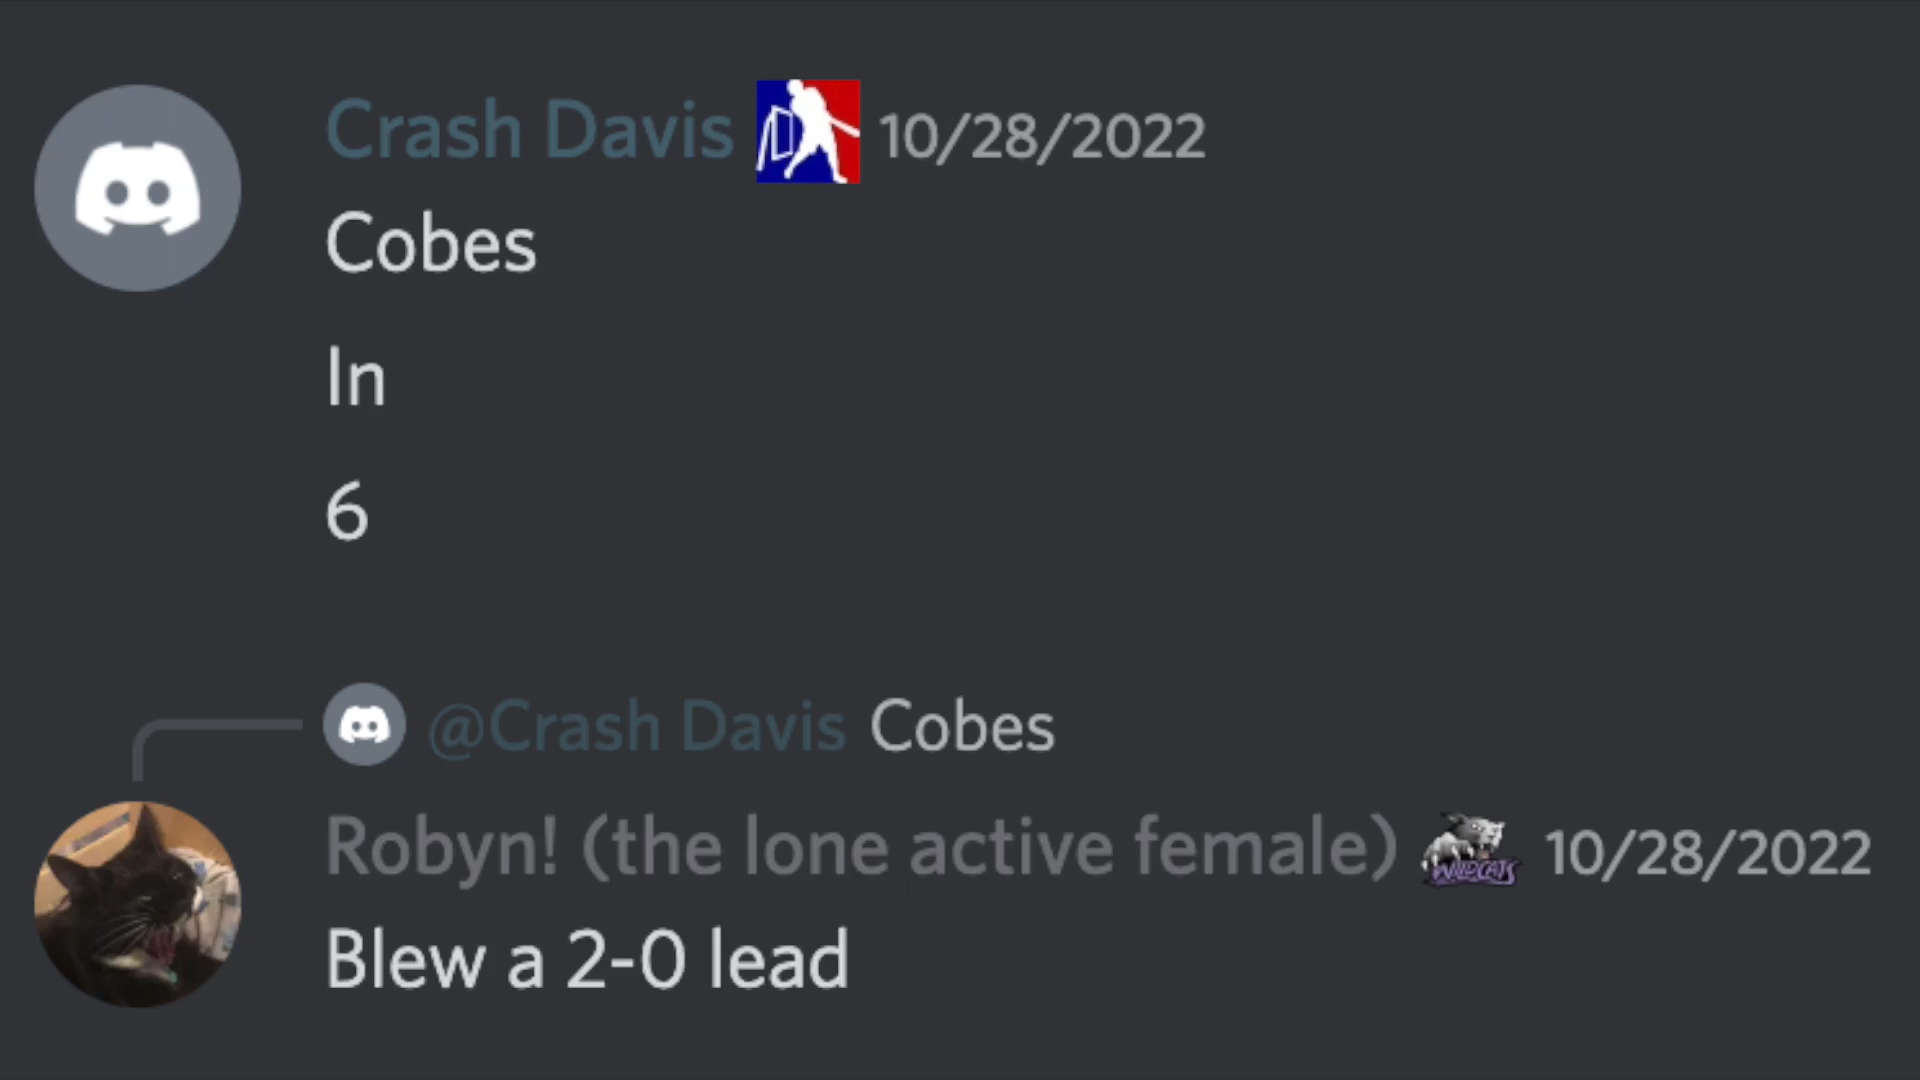 Crash Davis 10/28/2022
Cobes
In
6
@Crash Davis Cobes
Robyn! (the lone active female) WILDCATS 10/28/2022
Blew a 2-0 lead